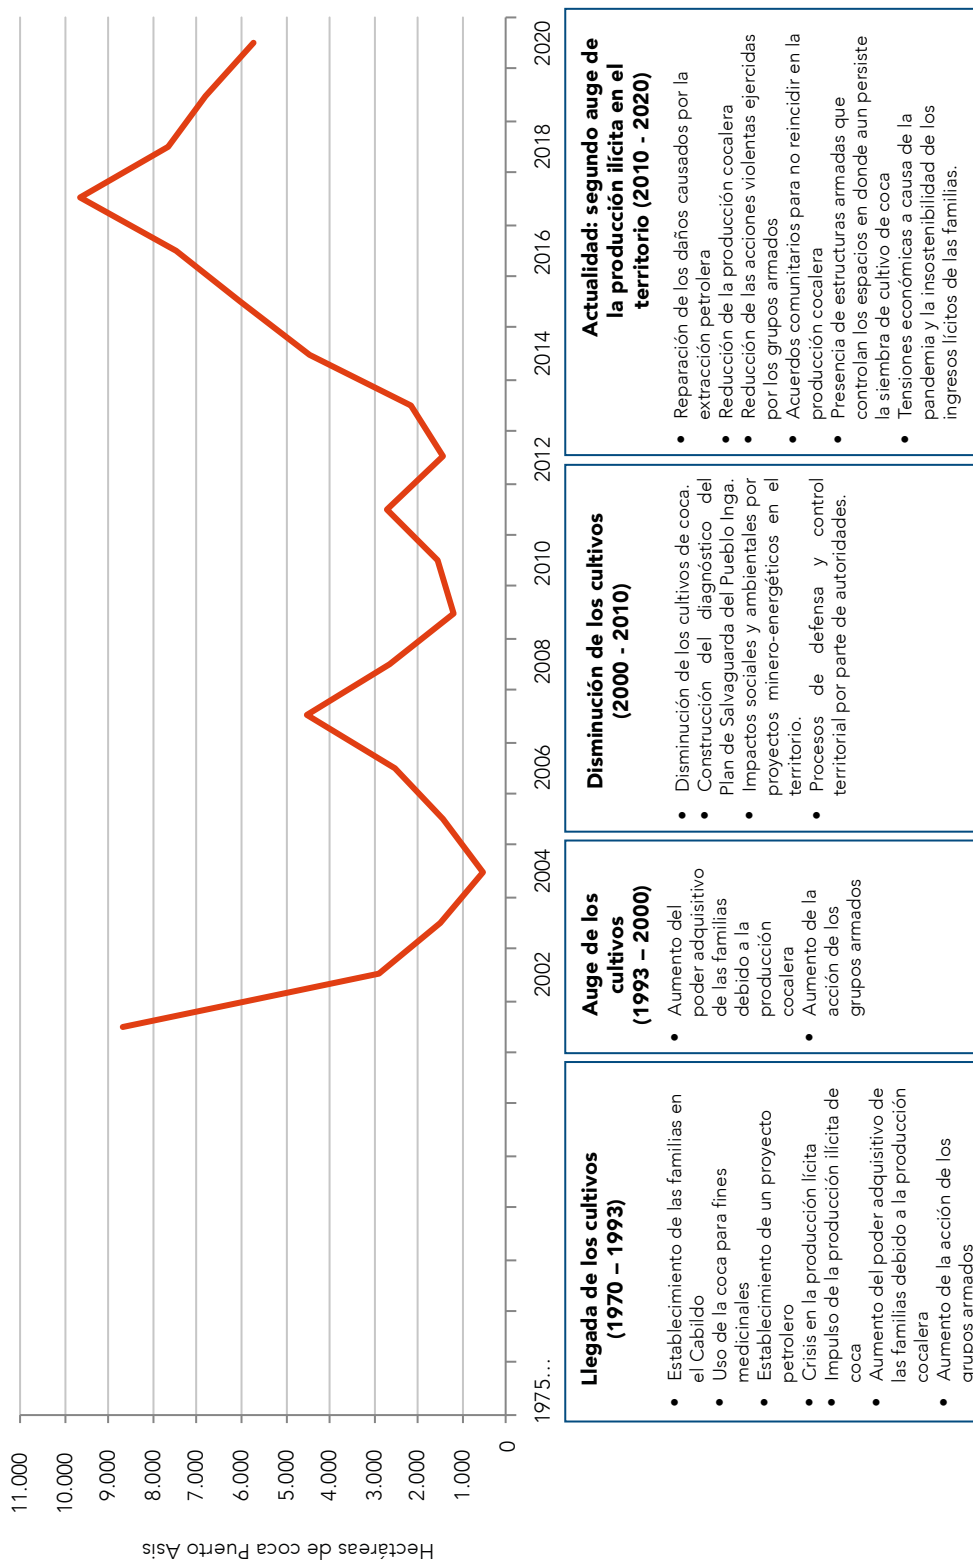 Hectáreas de coca Puerto Asis
11.000
10.000
9.000
8.000
7.000
6.000
5.000
4.000
3.000
2.000
1.000
0
1975...
2002
2004
2006
2008
2010
2012
2014
2016
2018
2020
Llegada de los cultivos
(1970 – 1993)
• Establecimiento de las familias en
el Cabildo
• Uso de la coca para fines
medicinales
• Establecimiento de un proyecto
petrolero
• Crisis en la producción lícita
• Impulso de la producción ilícita de
coca
• Aumento del poder adquisitivo de
las familias debido a la producción
cocalera
• Aumento de la acción de los
grupos armados
Auge de los
cultivos
(1993 – 2000)
• Aumento del
poder adquisitivo
de las familias
debido a la
producción
cocalera
• Aumento de la
acción de los
grupos armados
Disminución de los cultivos
(2000 - 2010)
• Disminución de los cultivos de coca.
• Construcción del diagnóstico del
Plan de Salvaguarda del Pueblo Inga.
• Impactos sociales y ambientales por
proyectos minero-energéticos en el
territorio.
• Procesos de defensa y control
territorial por parte de autoridades.
Actualidad: segundo auge de
la producción ilícita en el
territorio (2010 - 2020)
• Reparación de los daños causados por la
extracción petrolera
• Reducción de la producción cocalera
• Reducción de las acciones violentas ejercidas
por los grupos armados
• Acuerdos comunitarios para no reincidir en la
producción cocalera
• Presencia de estructuras armadas que
controlan los espacios en donde aun persiste
la siembra de cultivo de coca
• Tensiones económicas a causa de la
pandemia y la insostenibilidad de los
ingresos lícitos de las familias.